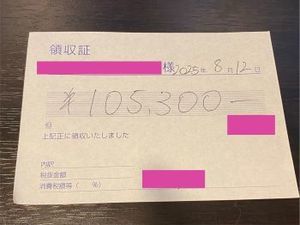 領収証
様 2025年 8月 12日
¥105,300—
但
上記正に領収いたしました
内訳
税抜金額
消費税額等( %)